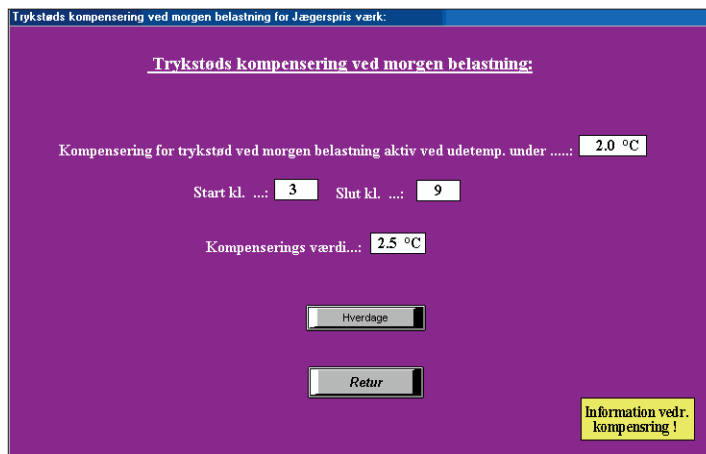 Trykstøds kompensering ved morgen belastning for Jægerspris værk:
Trykstøds kompensering ved morgen belastning:
Kompensering for trykstød ved morgen belastning aktiv ved udetemp. under .....: 2.0 °C
Start kl. ...: 3 Slut kl. ...: 9
Kompenserings værdi...: 2.5 °C
Hverdage
Retur
Information vedr.
kompensring !